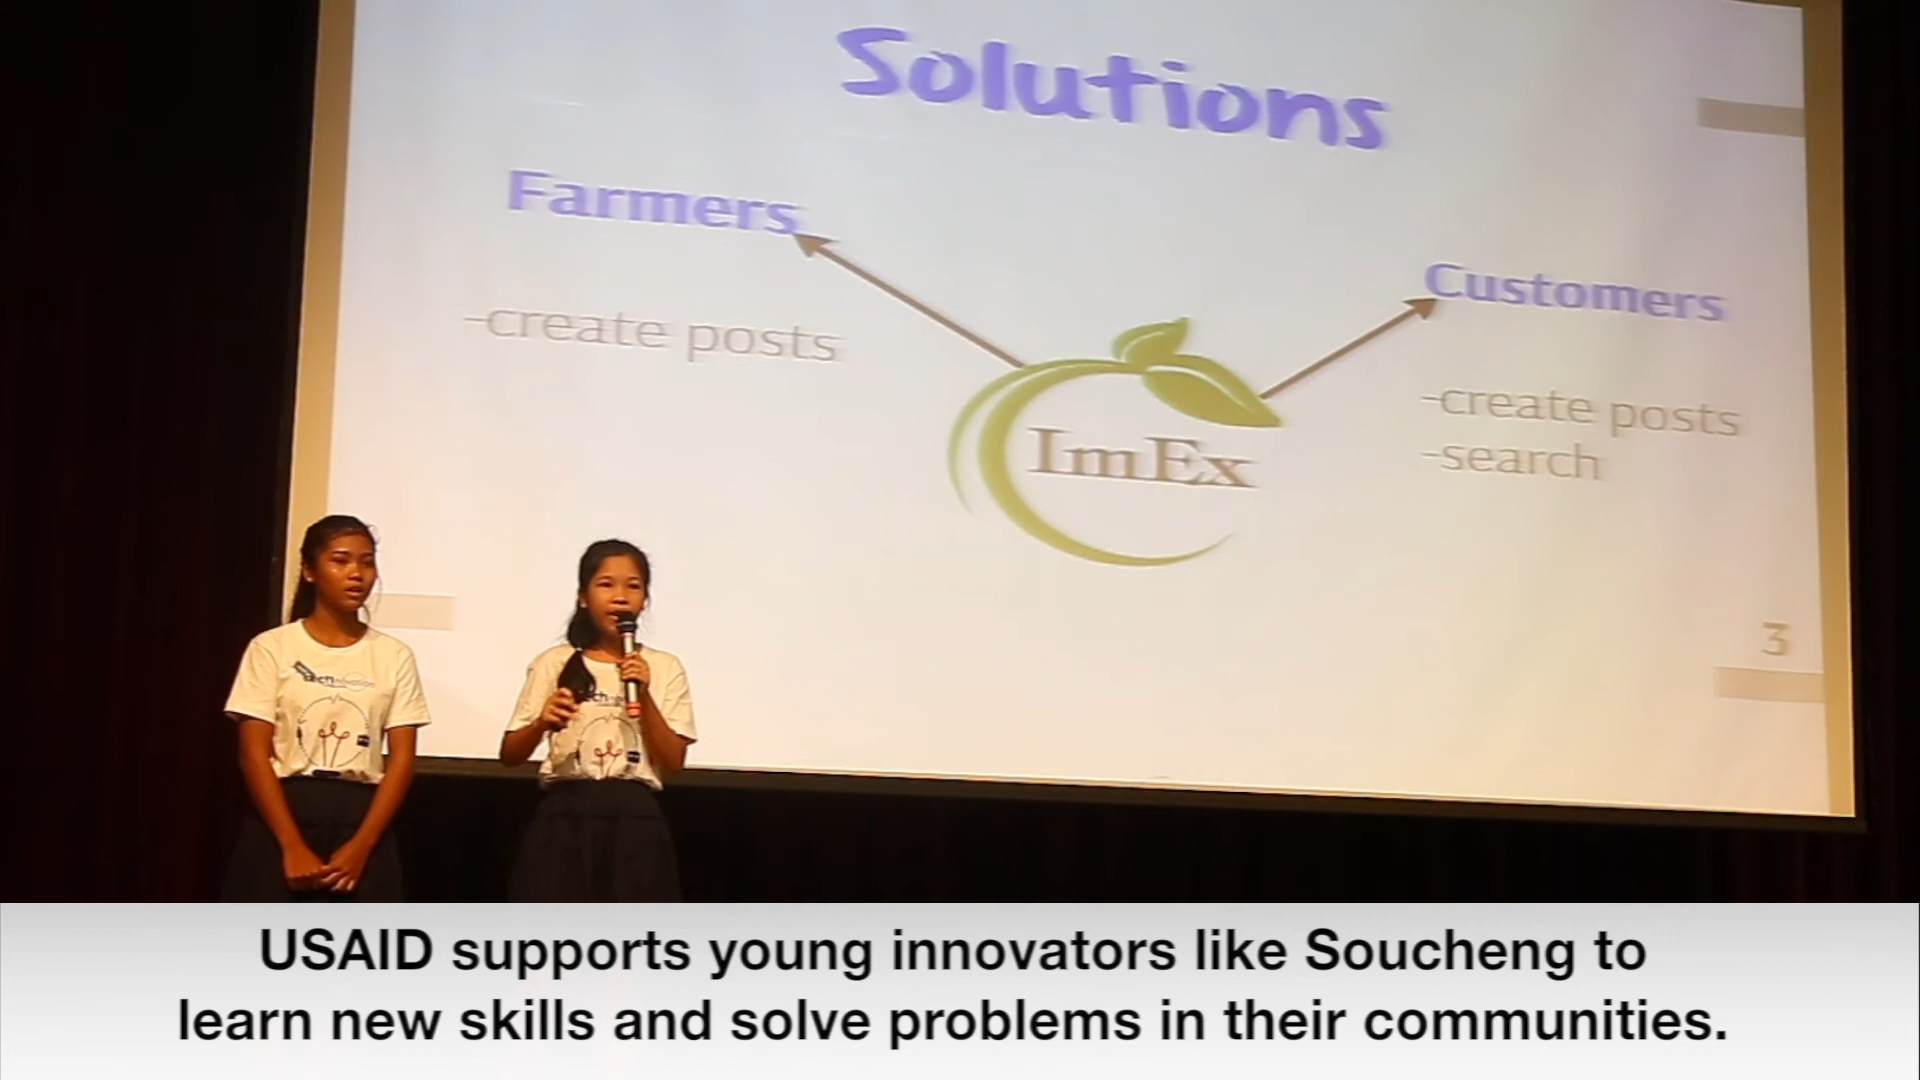 Solutions
Farmers
-create posts
Customers
-create posts
-search
ImEx
3
USAID supports young innovators like Soucheng to
learn new skills and solve problems in their communities.